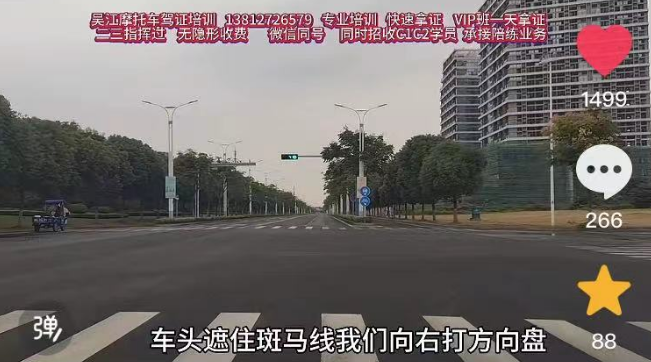 吴江摩托车驾证培训 13812726579 专业培训 快速拿证 VIP班一天拿证
二三指挥过 无隐形收费 微信同号 同时招收C1C2学员 承接陪练业务
1499
266
88
弹
车头遮住斑马线我们向右打方向盘